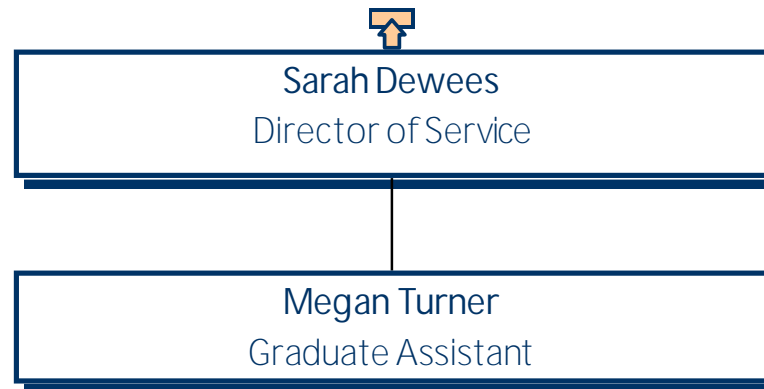 Sarah Dewees
Director of Service
Megan Turner
Graduate Assistant